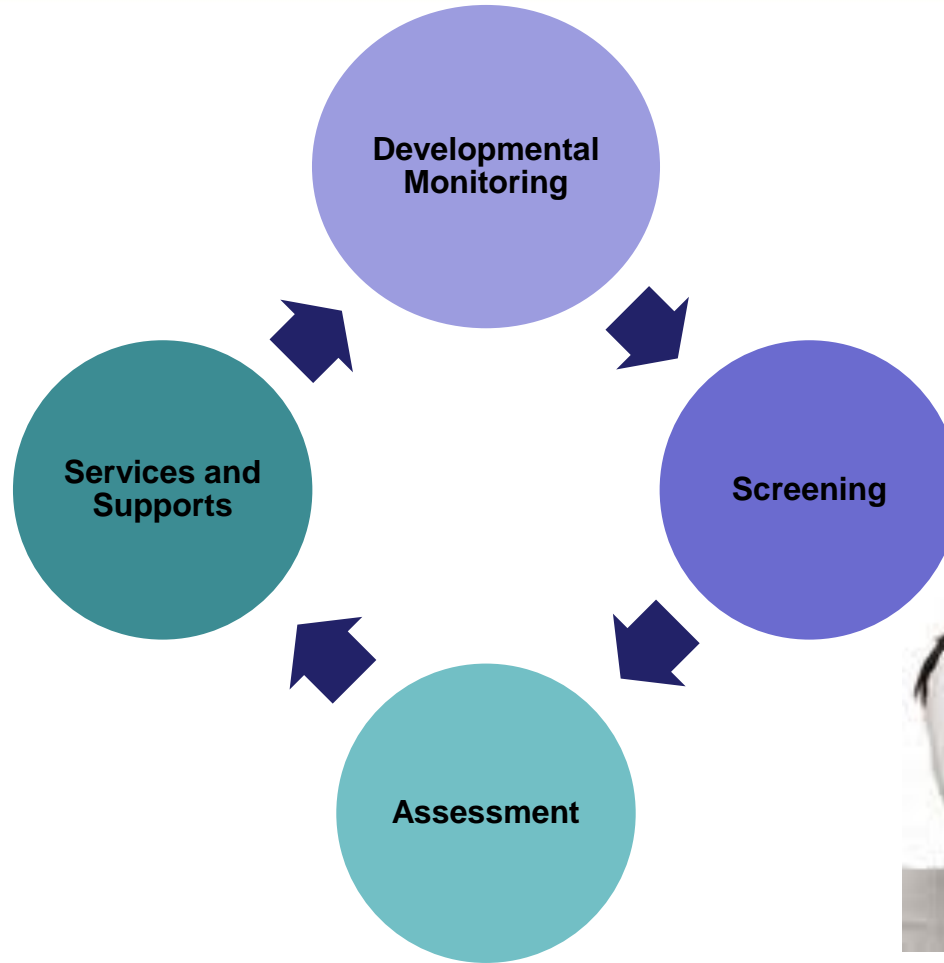 Developmental
Monitoring
Screening
Assessment
Services and
Supports